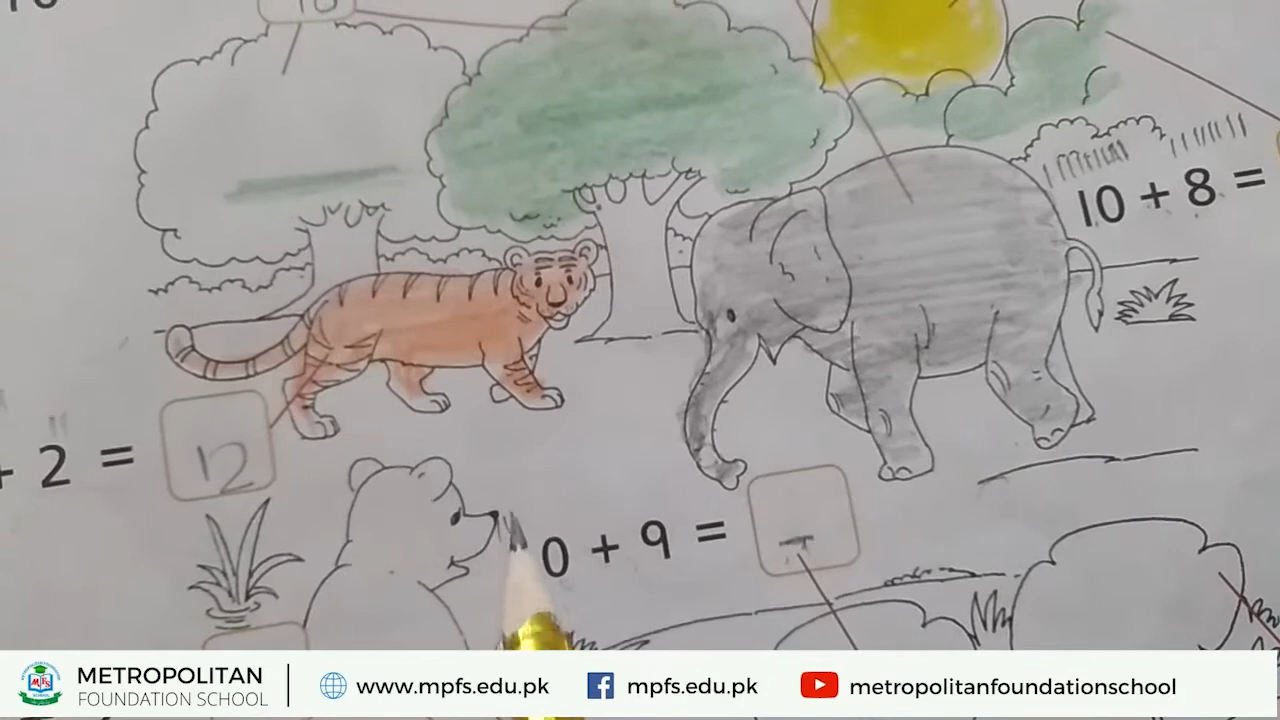 10 + 8 =
+ 2 = 12
0 + 9 =
METROPOLITAN
FOUNDATION SCHOOL
www.mpfs.edu.pk
mpfs.edu.pk
metropolitanfoundationschool